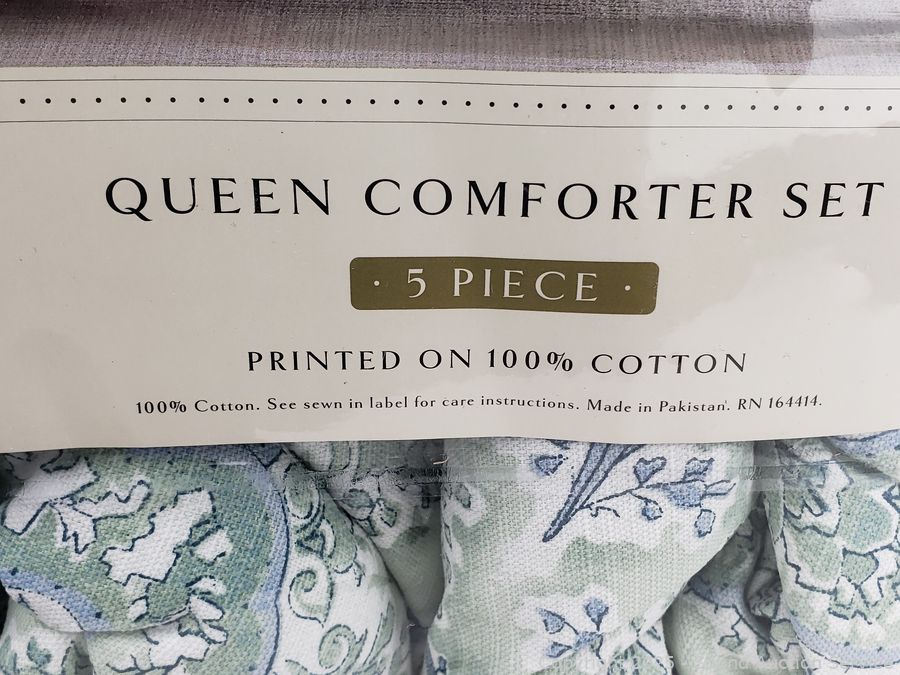 QUEEN COMFORTER SET
· 5 PIECE ·
PRINTED ON 100% COTTON
100% Cotton. See sewn in label for care instructions. Made in Pakistan. RN 164414.